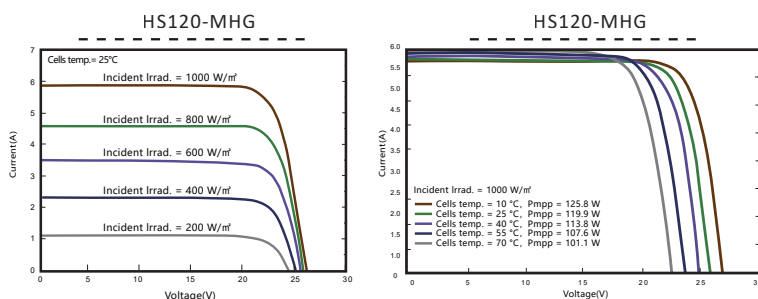 HS120-MHG
Cells temp.= 25°C
Incident Irrad. = 1000 W/㎡
Incident Irrad. = 800 W/㎡
Incident Irrad. = 600 W/㎡
Incident Irrad. = 400 W/㎡
Incident Irrad. = 200 W/㎡
7
6
5
4
3
2
1
0
Current(A)
0
5
10
15
20
25
30
Voltage(V)
HS120-MHG
6.0
5.5
5.0
4.5
4.0
3.5
3.0
2.5
2.0
1.5
1.0
0
Current(A)
Incident Irrad. = 1000 W/㎡
Cells temp. = 10 °C, Pmpp = 125.8 W
Cells temp. = 25 °C, Pmpp = 119.9 W
Cells temp. = 40 °C, Pmpp = 113.8 W
Cells temp. = 55 °C, Pmpp = 107.6 W
Cells temp. = 70 °C, Pmpp = 101.1 W
0
5
10
15
20
25
Voltage(V)